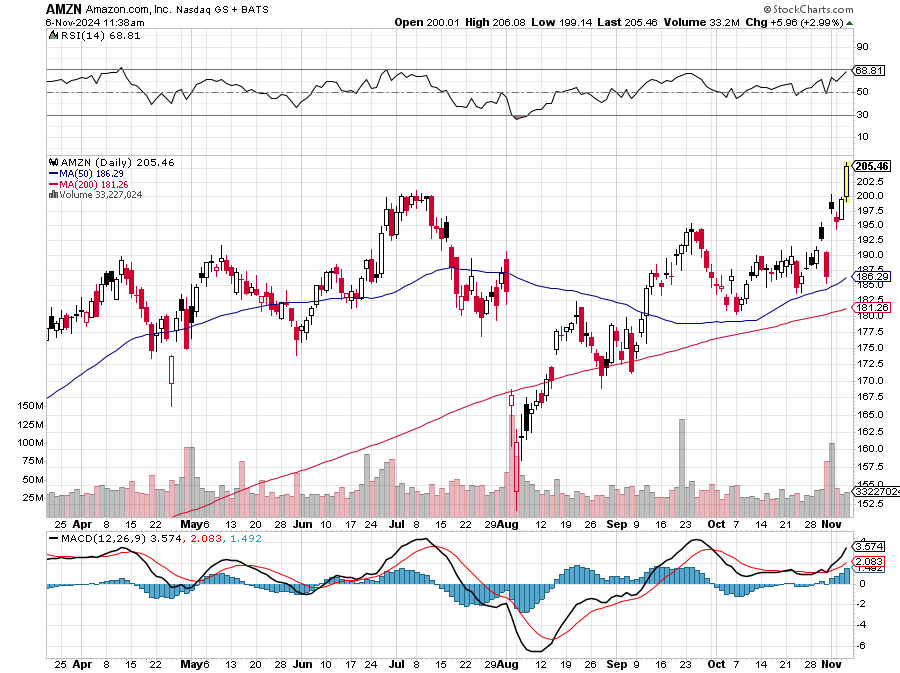 AMZN Amazon.com, Inc. Nasdaq GS + BATS © StockCharts.com
6-Nov-2024 11:38am Open 200.01 High 206.08 Low 199.14 Last 205.46 Volume 33.2M Chg +5.96 (+2.99%)
RSI(14) 68.81
90
68.81
50
30
10
AMZN (Daily) 205.46
MA(50) 186.29
MA(200) 181.26
Volume 33,227,024
205.46
202.5
200.0
197.5
195.0
192.5
190.0
187.5
186.29
185.0
182.5
181.26
180.0
177.5
175.0
172.5
170.0
167.5
165.0
162.5
160.0
157.5
155.0
33227024
152.5
150M
125M
100M
75M
50M
25M
25 Apr 8 15 22 May 6 13 20 28 Jun 10 17 24 Jul 8 15 22 29 Aug 12 19 26 Sep 9 16 23 Oct 7 14 21 28 Nov
MACD(12,26,9) 3.574, 2.083, 1.492
4
3.574
2.083
1.492
0
-2
-4
-6
25 Apr 8 15 22 May 6 13 20 28 Jun 10 17 24 Jul 8 15 22 29 Aug 12 19 26 Sep 9 16 23 Oct 7 14 21 28 Nov